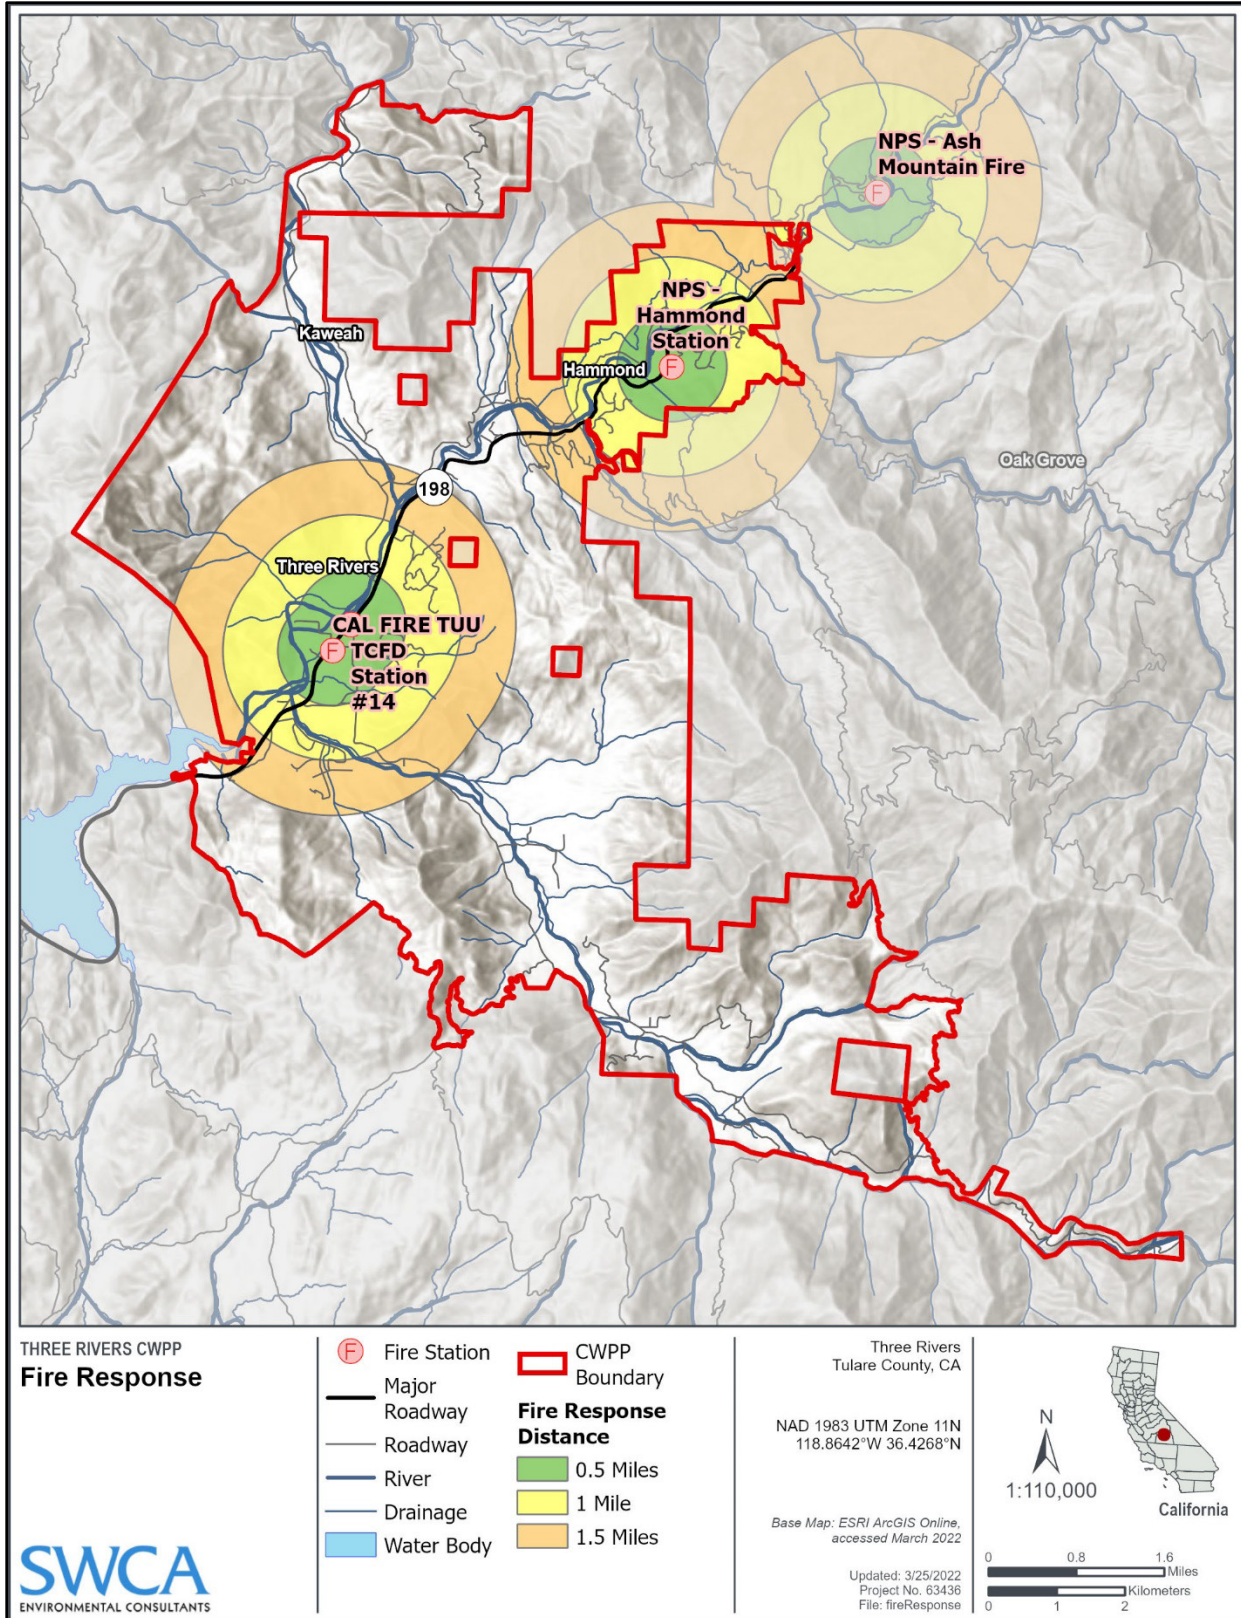 NPS - Ash
Mountain Fire
NPS -
Hammond
Station
Kaweah
Hammond
Oak Grove
198
Three Rivers
CAL FIRE TUU
TCFD
Station
#14
F
F
F
F
THREE RIVERS CWPP
Fire Response
SWCA
ENVIRONMENTAL CONSULTANTS
F Fire Station
Major
Roadway
Roadway
River
Drainage
Water Body
CWPP
Boundary
Fire Response
Distance
0.5 Miles
1 Mile
1.5 Miles
Three Rivers
Tulare County, CA
NAD 1983 UTM Zone 11N
118.8642°W 36.4268°N
Base Map: ESRI ArcGIS Online,
accessed March 2022
Updated: 3/25/2022
Project No. 63436
File: fireResponse
N
1:110,000
California
0 0.8 1.6
Miles
Kilometers
0 1 2